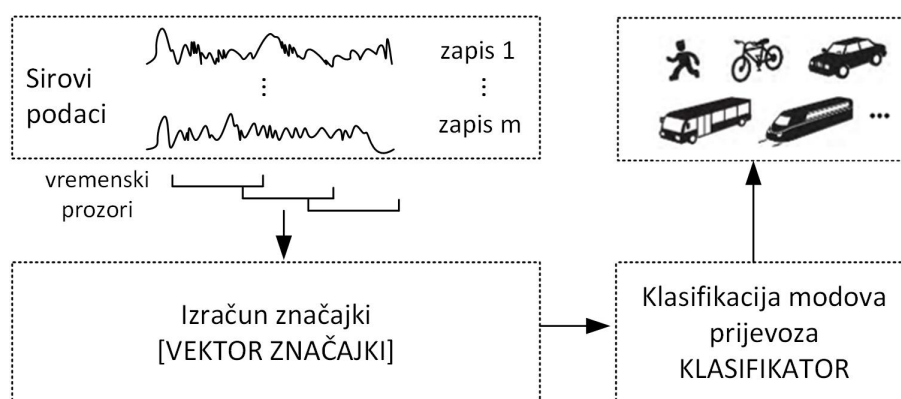 Sirovi
podaci
zapis 1
⋮ ⋮
zapis m
vremenski
prozori
...
Izračun značajki
[VEKTOR ZNAČAJKI]
Klasifikacija modova
prijevoza
KLASIFIKATOR